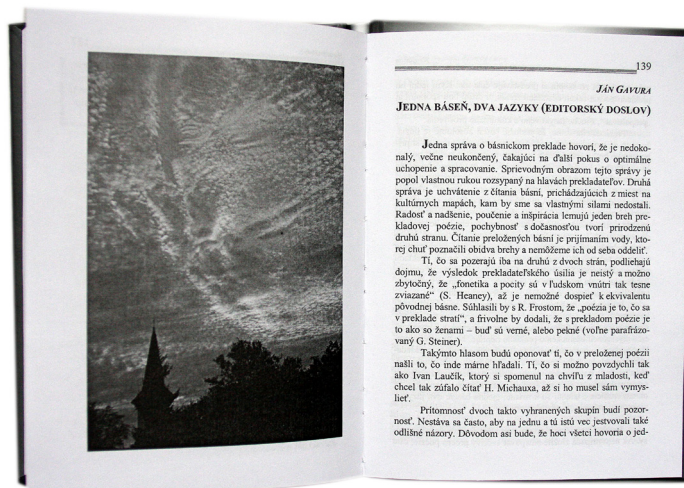 139
JÁN GAVURA
JEDNA BÁSEŇ, DVA JAZYKY (EDITORSKÝ DOSLOV)
Jedna správa o básnickom preklade hovorí, že je nedoko-
nalý, večne neukončený, čakajúci na ďalší pokus o optimálne
uchopenie a spracovanie. Sprievodným obrazom tejto správy je
popol vlastnou rukou rozsypaný na hlavách prekladateľov. Druhá
správa je uchvátenie z čítania básní, prichádzajúcich z miest na
kultúrnych mapách, kam by sme sa vlastnými silami nedostali.
Radosť a nadšenie, poučenie a inšpirácia lemujú jeden breh pre-
kladovej poézie, pochybnosť s dočasnosťou tvorí prirodzenú
druhú stranu. Čítanie preložených básní je prijímaním vody, kto-
rej chuť poznačili obidva brehy a nemôžeme ich od seba oddeliť.
Tí, čo sa pozerajú iba na druhú z dvoch strán, podliehajú
dojmu, že výsledok prekladateľského úsilia je neistý a možno
zbytočný, že „fonetika a pocity sú v ľudskom vnútri tak tesne
zviazané“ (S. Heaney), až je nemožné dospieť k ekvivalentu
pôvodnej básne. Súhlasili by s R. Frostom, že „poézia je to, čo sa
v preklade stratí“, a frivolne by dodali, že s prekladom poézie je
to ako so ženami – buď sú verné, alebo pekné (voľne parafrázo-
vaný G. Steiner).
Takýmto hlasom budú oponovať tí, čo v preloženej poézii
našli to, čo inde márne hľadali. Tí, čo si možno povzdychli tak
ako Ivan Laučík, ktorý si spomenul na chvíľu z mladosti, keď
chcel tak zúfalo čítať H. Michauxa, až si ho musel sám vymys-
lieť.
Prítomnosť dvoch takto vyhranených skupín budí pozor-
nosť. Nestáva sa často, aby na jednu a tú istú vec jestvovali také
odlišné názory. Dôvodom asi bude, že hoci všetci hovoria o jed-